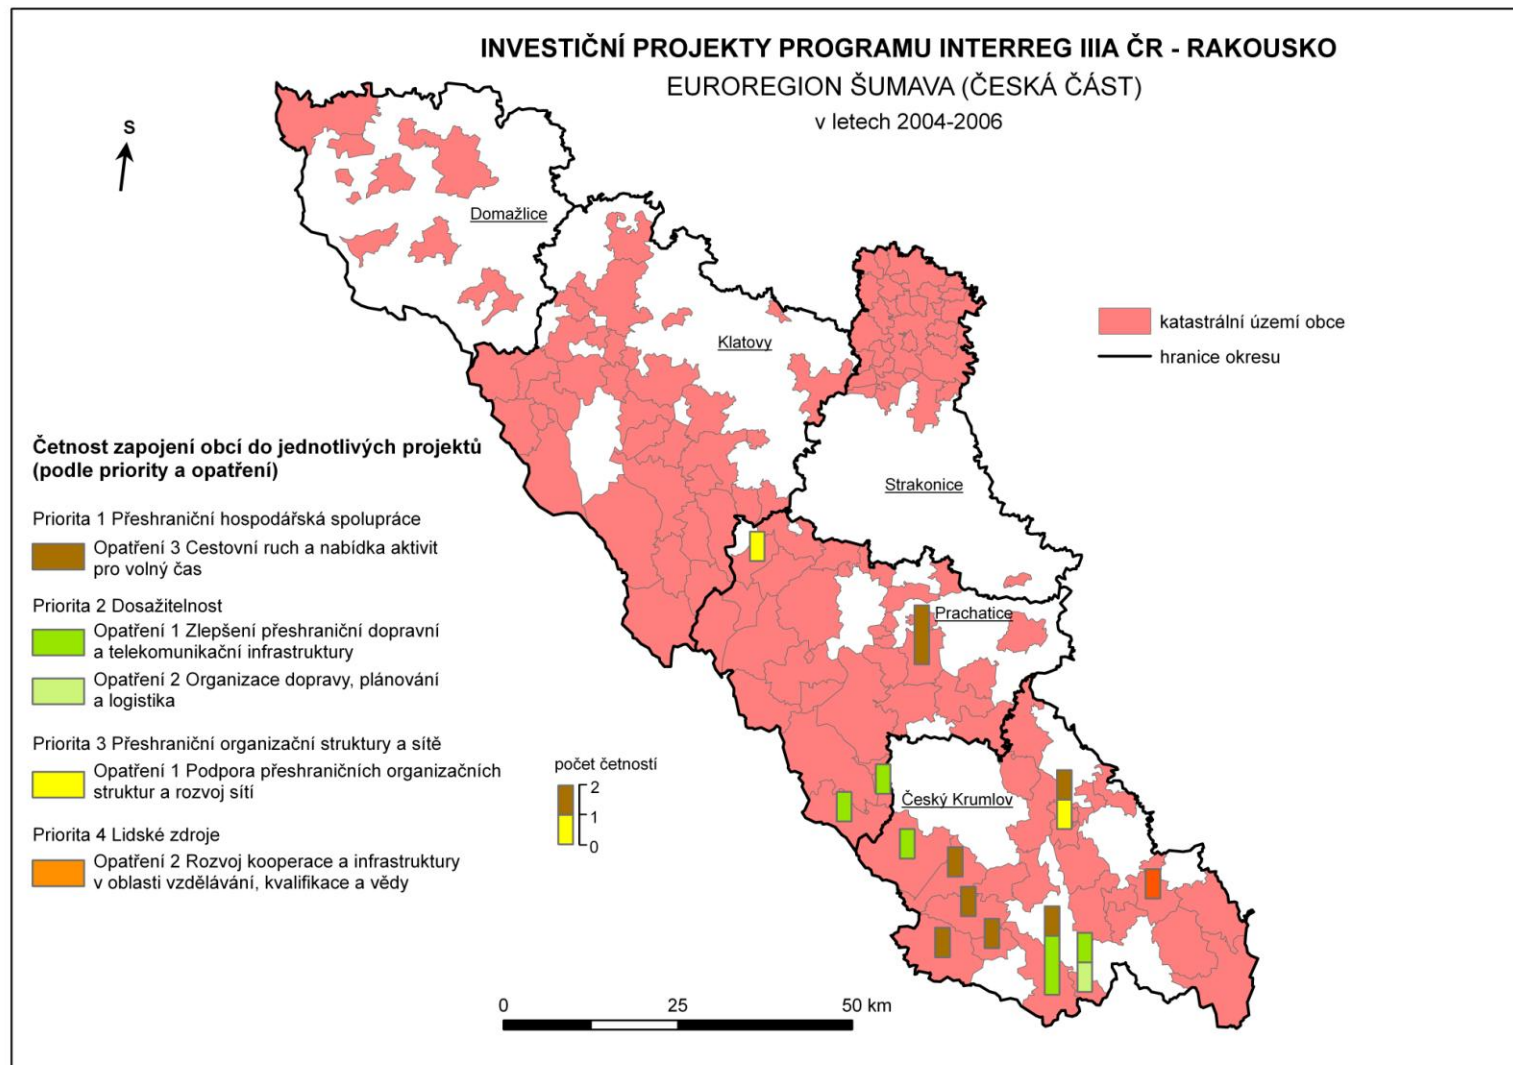 INVESTIČNÍ PROJEKTY PROGRAMU INTERREG IIIA ČR - RAKOUSKO
EUROREGION ŠUMAVA (ČESKÁ ČÁST)
v letech 2004-2006
S
Domažlice
Klatovy
Strakonice
Prachatice
Český Krumlov
katastrální území obce
hranice okresu
Četnost zapojení obcí do jednotlivých projektů
(podle priority a opatření)
Priorita 1 Přeshraniční hospodářská spolupráce
Opatření 3 Cestovní ruch a nabídka aktivit
pro volný čas
Priorita 2 Dosažitelnost
Opatření 1 Zlepšení přeshraniční dopravní
a telekomunikační infrastruktury
Opatření 2 Organizace dopravy, plánování
a logistika
Priorita 3 Přeshraniční organizační struktury a sítě
Opatření 1 Podpora přeshraničních organizačních
struktur a rozvoj sítí
Priorita 4 Lidské zdroje
Opatření 2 Rozvoj kooperace a infrastruktury
v oblasti vzdělávání, kvalifikace a vědy
počet četností
2
1
0
0 25 50 km